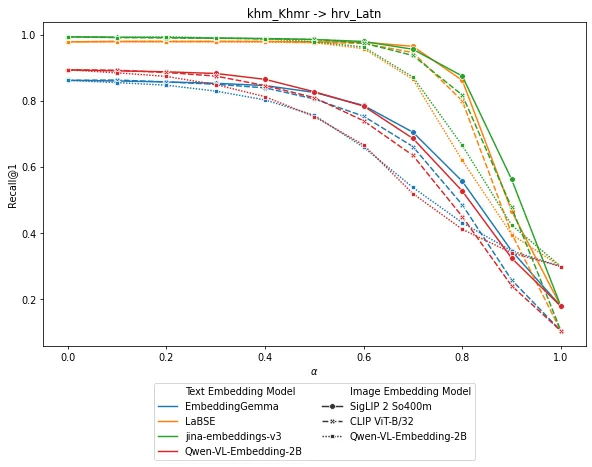 khm_Khmr -> hrv_Latn
Recall@1
1.0
0.8
0.6
0.4
0.2
0.0 0.2 0.4 0.6 0.8 1.0
α
Text Embedding Model
EmbeddingGemma
LaBSE
jina-embeddings-v3
Qwen-VL-Embedding-2B
Image Embedding Model
SigLIP 2 So400m
CLIP ViT-B/32
Qwen-VL-Embedding-2B